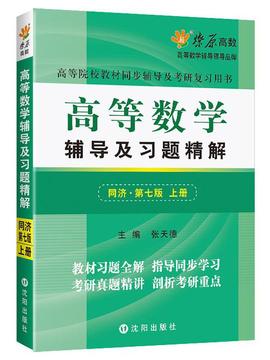 燎原高数
高等数学辅导领导品牌
高等院校教材同步辅导及考研复习用书
高等数学
辅导及习题精解
同济·第七版 上册
主编 张天德
教材习题全解 指导同步学习
考研真题精讲 剖析考研重点
沈阳出版社
高等数学辅导及习题精解
同济
第七版
上册
沈阳出版社